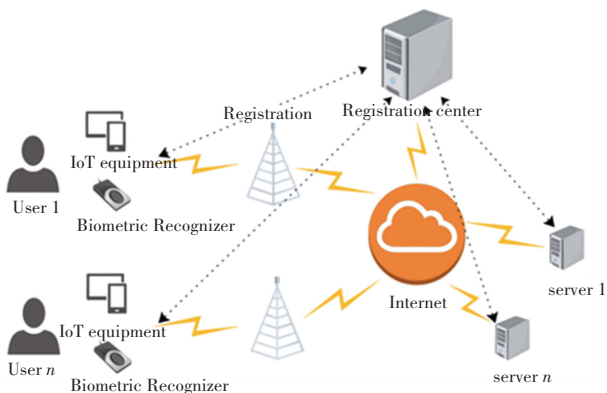 Registration
Registration center
IoT equipment
User 1
Biometric Recognizer
server 1
Internet
IoT equipment
User n
Biometric Recognizer
server n